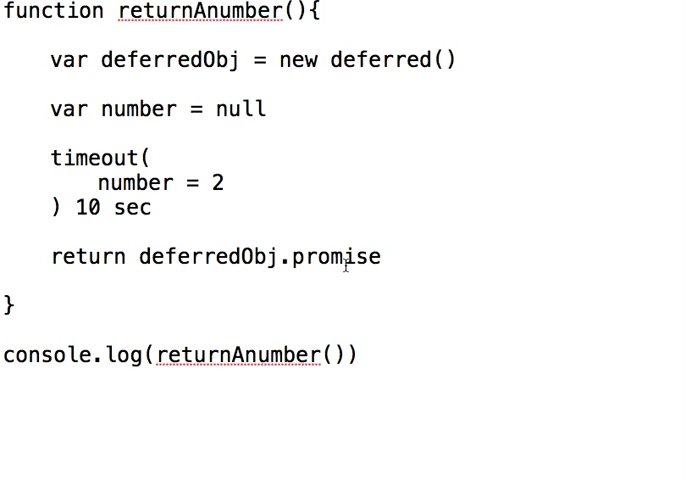 function returnAnumber(){
var deferredObj = new deferred()
var number = null
timeout(
number = 2
) 10 sec
return deferredObj.promise
}
console.log(returnAnumber())